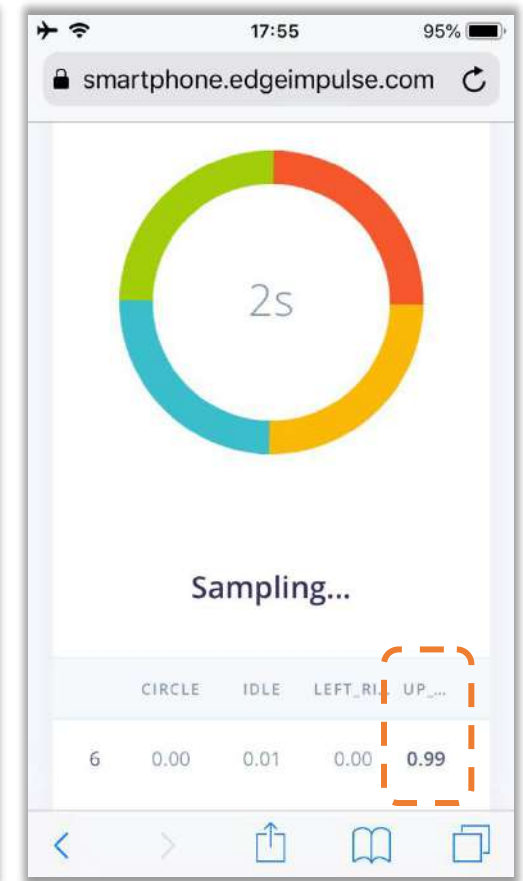 17:55 95%
smartphone.edgeimpulse.com
2s
Sampling...
CIRCLE IDLE LEFT_RI... UP_...
6 0.00 0.01 0.00 0.99